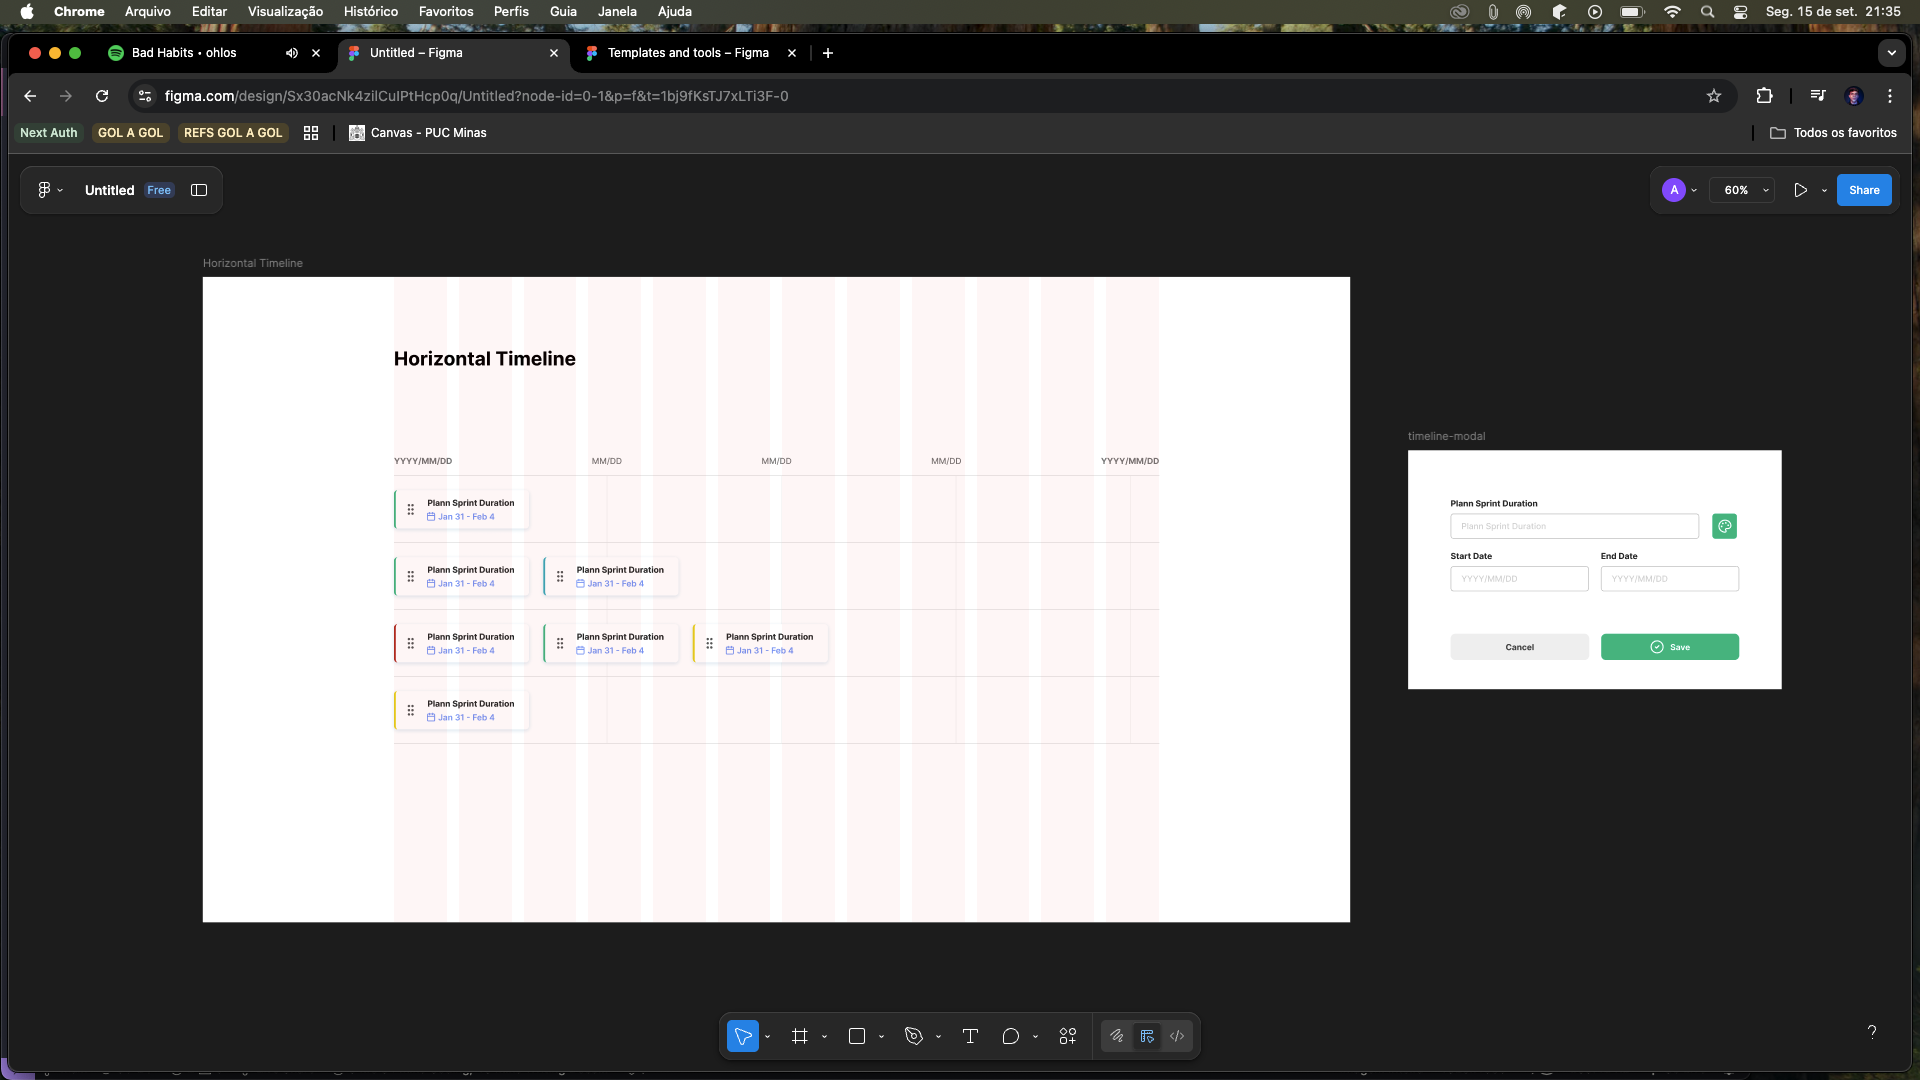 Chrome Arquivo Editar Visualização Histórico Favoritos Perfis Guia Janela Ajuda Seg. 15 de set. 21:35
Bad Habits • ohlos Untitled – Figma Templates and tools – Figma
figma.com/design/Sx30acNk4zilCuIPtHcp0q/Untitled?node-id=0-1&p=f&t=1bj9fKsTJ7xLTi3F-0
Next Auth GOL A GOL REFS GOL A GOL Canvas - PUC Minas Todos os favoritos
Untitled Free A 60% Share
Horizontal Timeline
Horizontal Timeline
YYYY/MM/DD MM/DD MM/DD MM/DD YYYY/MM/DD
Plann Sprint Duration
Jan 31 - Feb 4
Plann Sprint Duration Plann Sprint Duration
Jan 31 - Feb 4 Jan 31 - Feb 4
Plann Sprint Duration Plann Sprint Duration Plann Sprint Duration
Jan 31 - Feb 4 Jan 31 - Feb 4 Jan 31 - Feb 4
Plann Sprint Duration
Jan 31 - Feb 4
timeline-modal
Plann Sprint Duration
Plann Sprint Duration
Start Date End Date
YYYY/MM/DD YYYY/MM/DD
Cancel Save
?